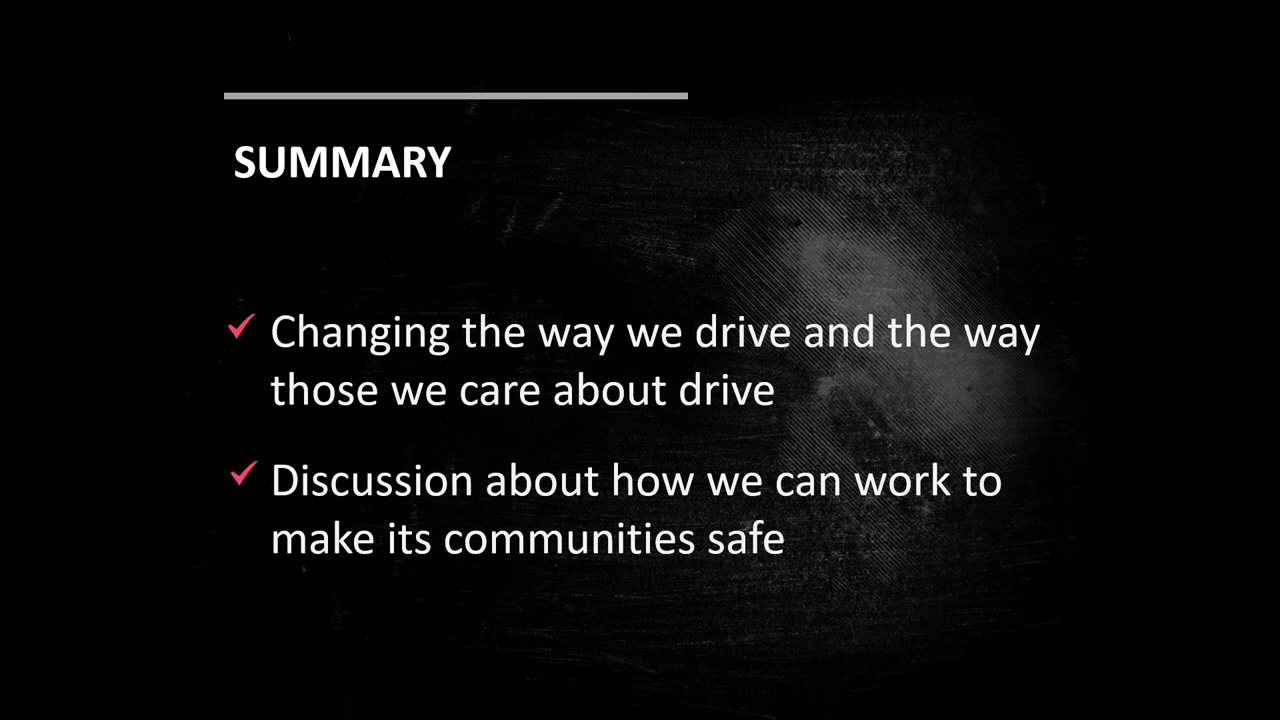 SUMMARY
Changing the way we drive and the way
those we care about drive
Discussion about how we can work to
make its communities safe